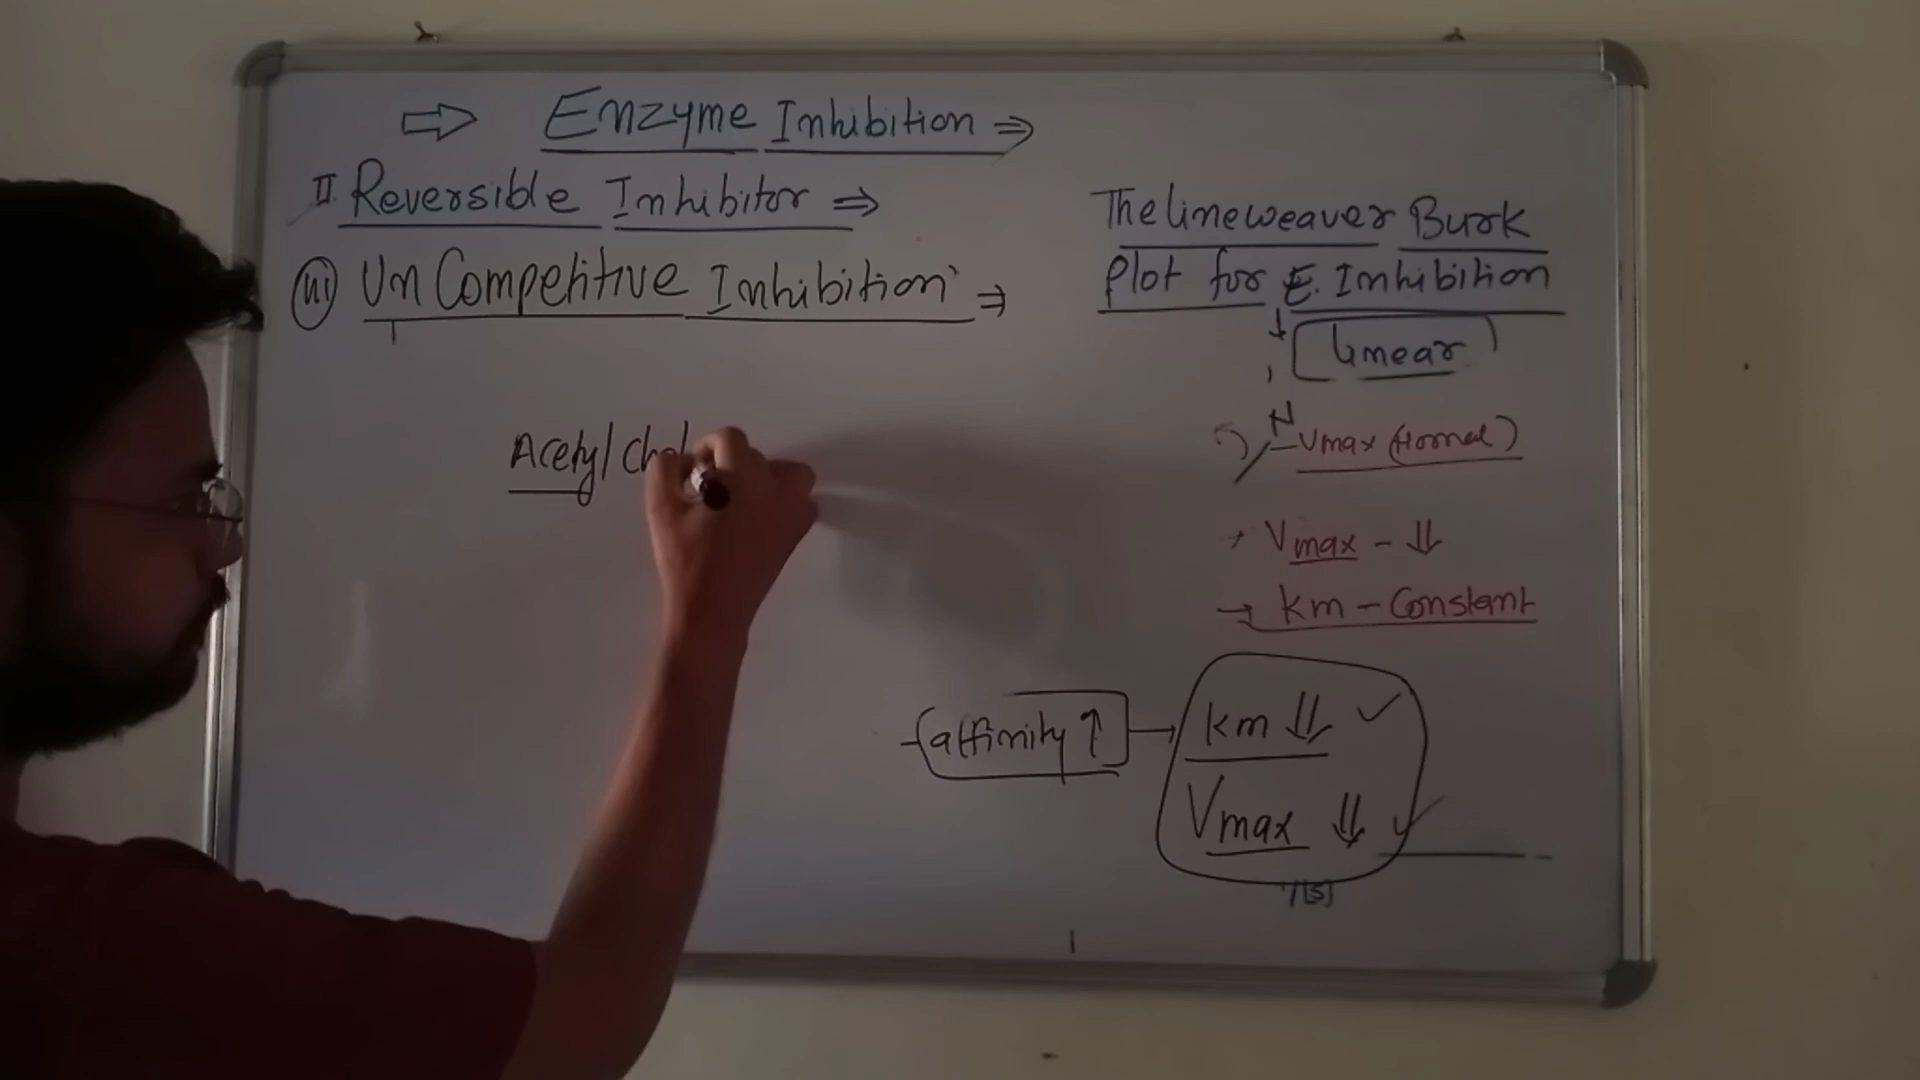 ⇨ Enzyme Inhibition ⇒
II. Reversible Inhibitor ⇒
(iii) Un Competitive Inhibition ⇒
Acetyl Chol
The lineweaver Burk
Plot for E. Inhibition
↓
linear
N
Vmax (Normal)
→ Vmax - ⇓
→ Km - Constant
affinity ↑ → Km ⇓ ✓
Vmax ⇓ ✓
1/[S]